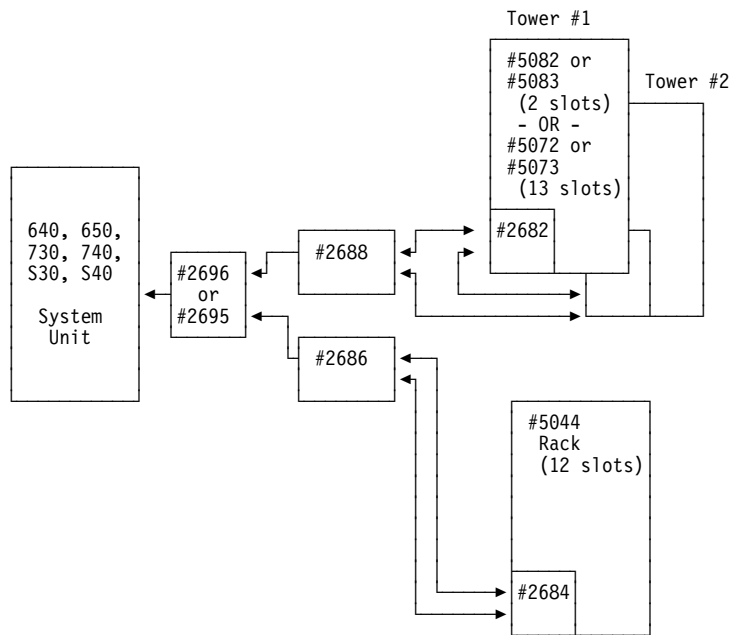 Tower #1
#5082 or
#5083
(2 slots)
- OR -
#5072 or
#5073
(13 slots)
Tower #2
#2682
640, 650,
730, 740,
S30, S40
System
Unit
#2696
or
#2695
#2688
#2686
#5044
Rack
(12 slots)
#2684